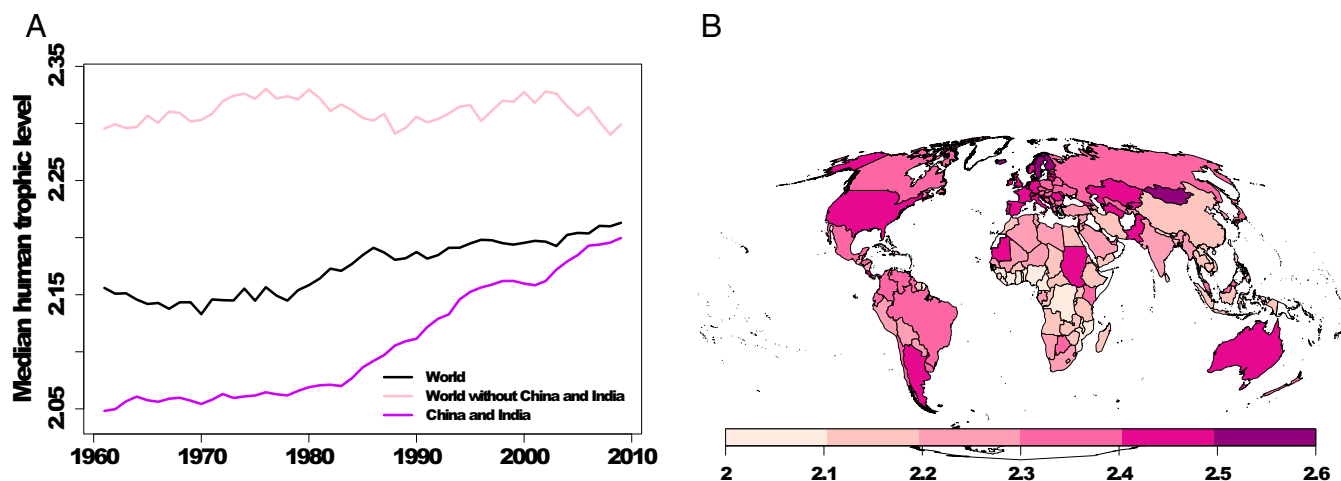 A
B
Median human trophic level
2.35
2.25
2.15
2.05
World
World without China and India
China and India
1960 1970 1980 1990 2000 2010
2 2.1 2.2 2.3 2.4 2.5 2.6